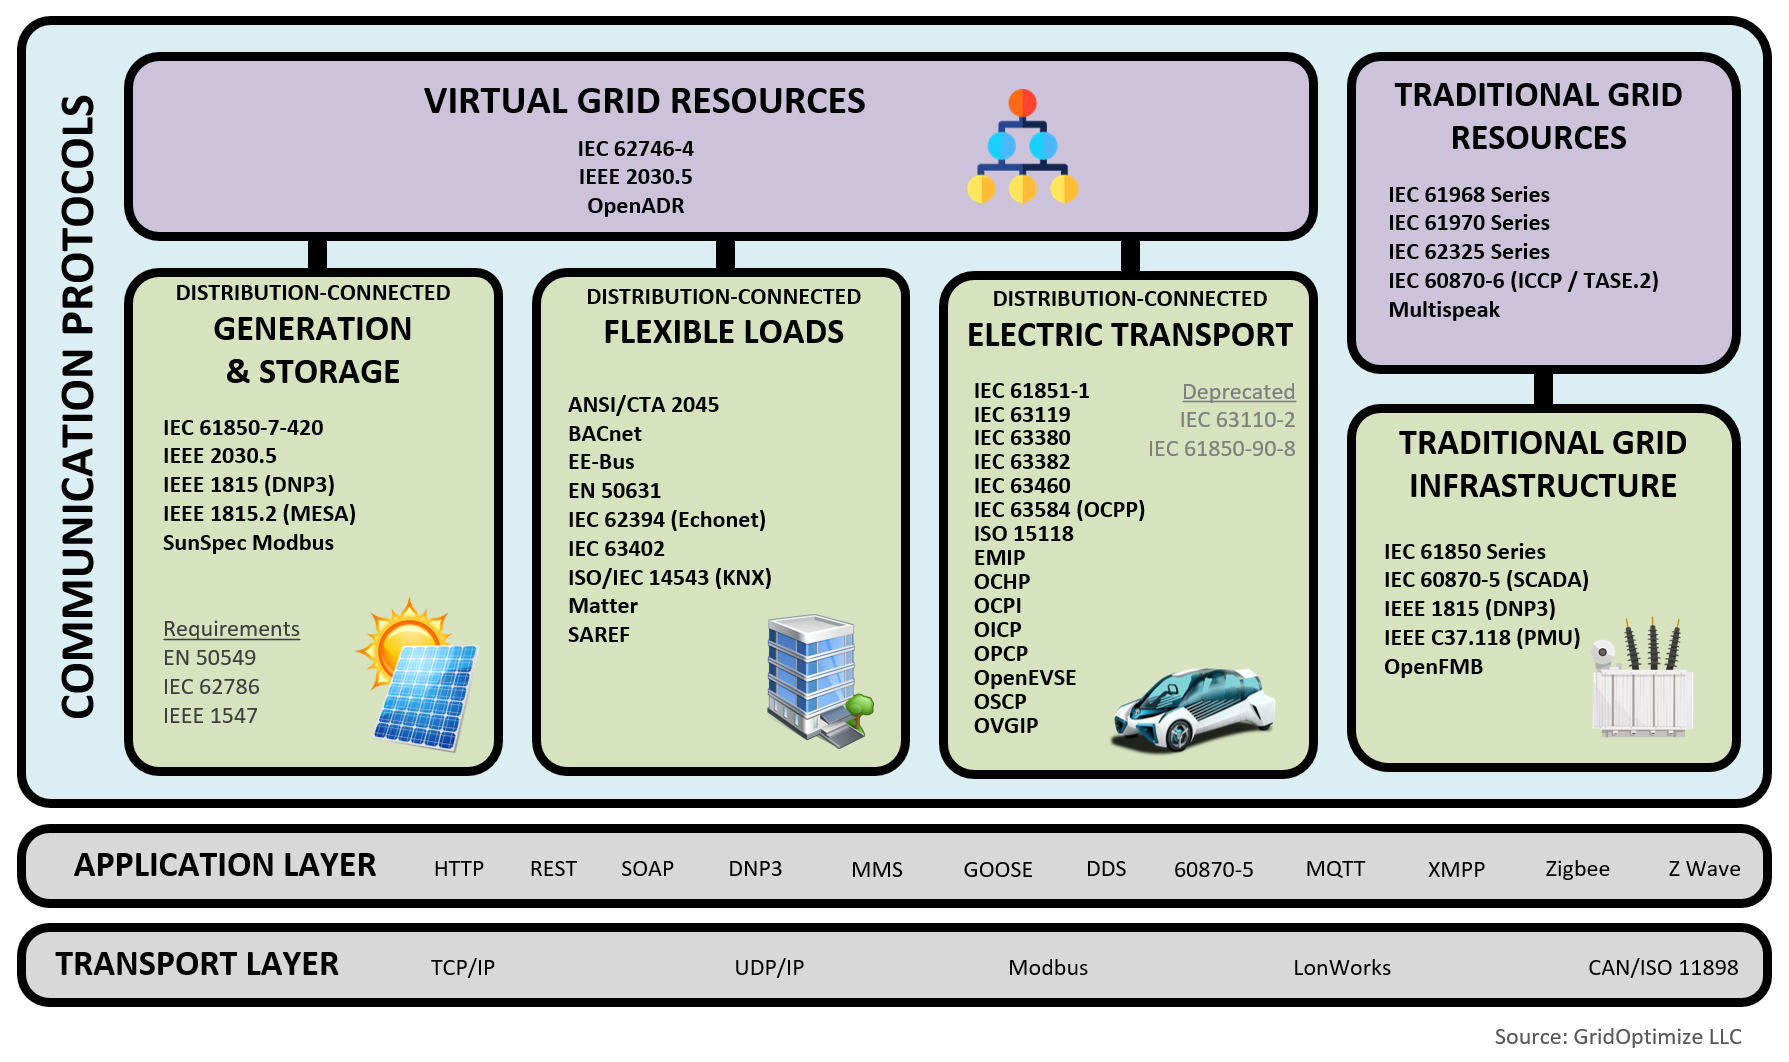 COMMUNICATION PROTOCOLS
VIRTUAL GRID RESOURCES
IEC 62746-4
IEEE 2030.5
OpenADR
TRADITIONAL GRID
RESOURCES
IEC 61968 Series
IEC 61970 Series
IEC 62325 Series
IEC 60870-6 (ICCP / TASE.2)
Multispeak
DISTRIBUTION-CONNECTED
GENERATION
& STORAGE
IEC 61850-7-420
IEEE 2030.5
IEEE 1815 (DNP3)
IEEE 1815.2 (MESA)
SunSpec Modbus
Requirements
EN 50549
IEC 62786
IEEE 1547
DISTRIBUTION-CONNECTED
FLEXIBLE LOADS
ANSI/CTA 2045
BACnet
EE-Bus
EN 50631
IEC 62394 (Echonet)
IEC 63402
ISO/IEC 14543 (KNX)
Matter
SAREF
DISTRIBUTION-CONNECTED
ELECTRIC TRANSPORT
IEC 61851-1
IEC 63119
IEC 63380
IEC 63382
IEC 63460
IEC 63584 (OCPP)
ISO 15118
EMIP
OCHP
OCPI
OICP
OPCP
OpenEVSE
OSCP
OVGIP
Deprecated
IEC 63110-2
IEC 61850-90-8
TRADITIONAL GRID
INFRASTRUCTURE
IEC 61850 Series
IEC 60870-5 (SCADA)
IEEE 1815 (DNP3)
IEEE C37.118 (PMU)
OpenFMB
APPLICATION LAYER HTTP REST SOAP DNP3 MMS GOOSE DDS 60870-5 MQTT XMPP Zigbee Z Wave
TRANSPORT LAYER TCP/IP UDP/IP Modbus LonWorks CAN/ISO 11898
Source: GridOptimize LLC